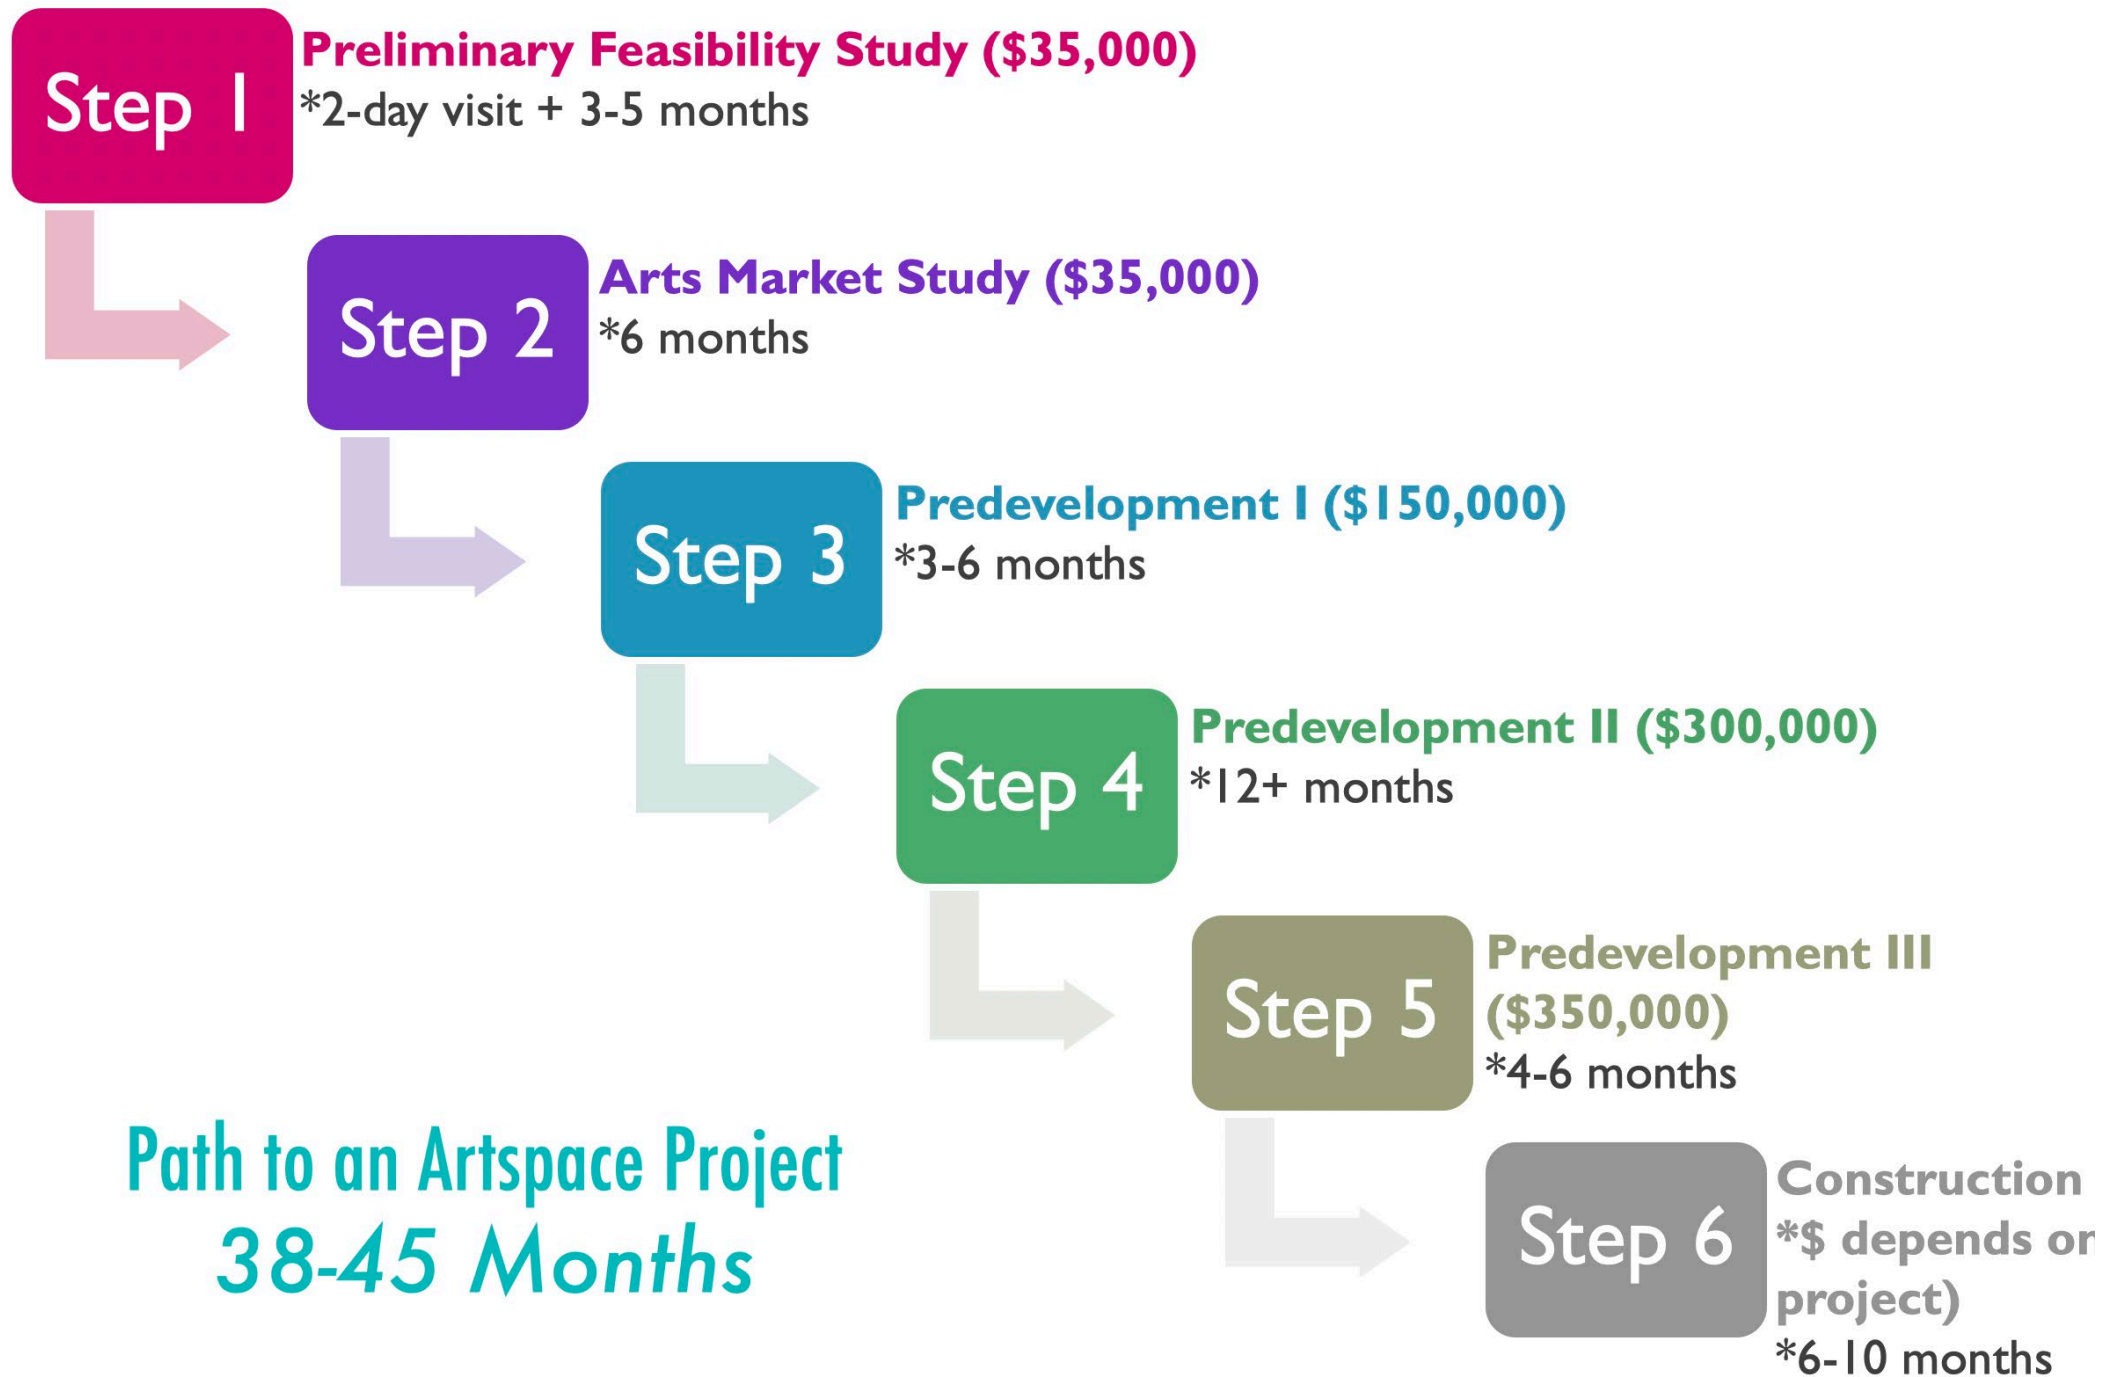 Step 1
Preliminary Feasibility Study ($35,000)
*2-day visit + 3-5 months
Step 2
Arts Market Study ($35,000)
*6 months
Step 3
Predevelopment I ($150,000)
*3-6 months
Step 4
Predevelopment II ($300,000)
*12+ months
Step 5
Predevelopment III
($350,000)
*4-6 months
Step 6
Construction
*$ depends on
project)
*6-10 months
Path to an Artspace Project
38-45 Months